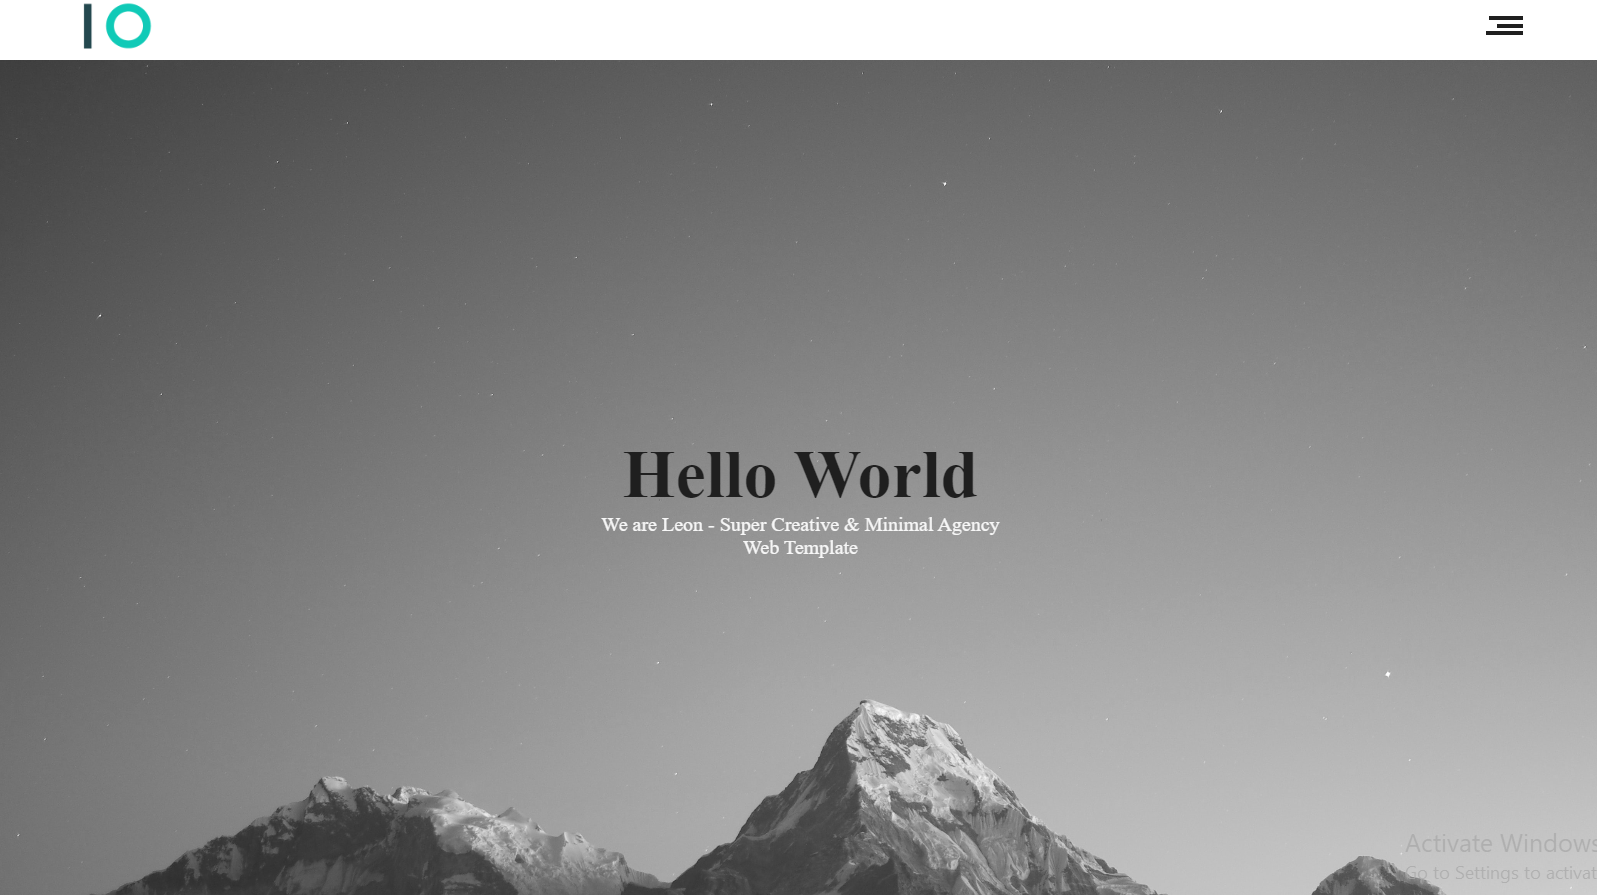 IO
Hello World
We are Leon - Super Creative & Minimal Agency
Web Template
Activate Windows
Go to Settings to activat